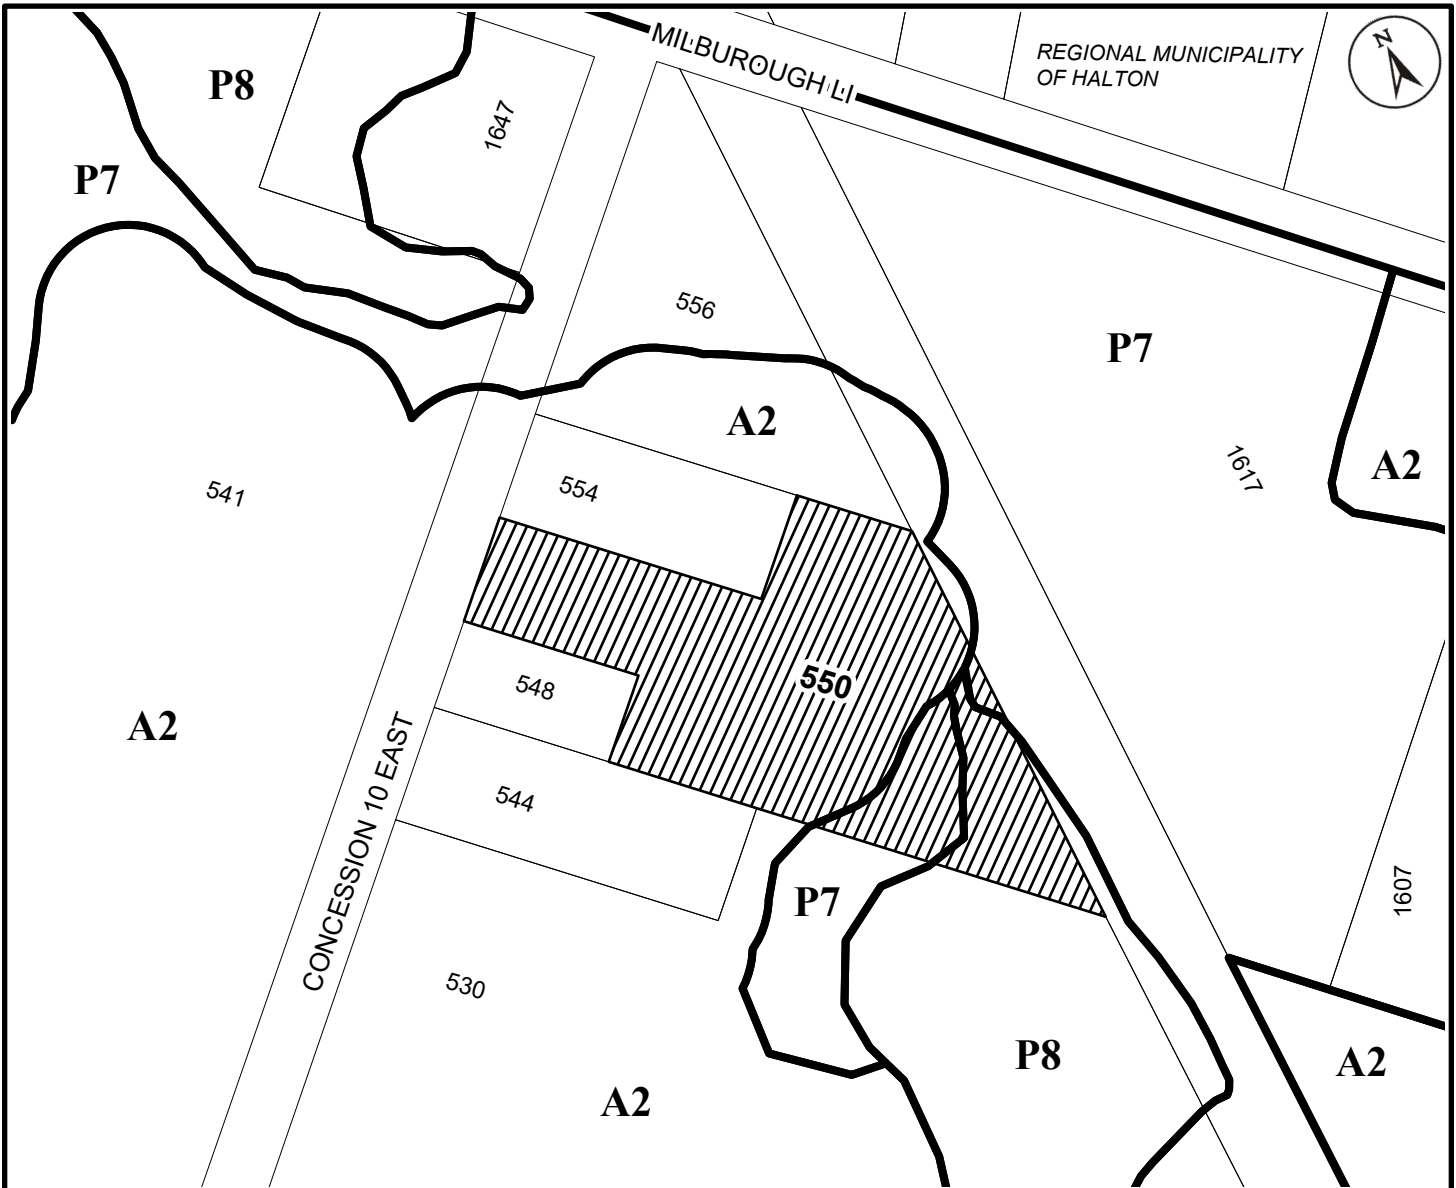 MILBOROUGH LI
REGIONAL MUNICIPALITY
OF HALTON
N
P8
1647
P7
556
P7
A2
1617
A2
541
554
550
548
A2
544
CONCESSION 10 EAST
P7
1607
530
P8
A2
A2